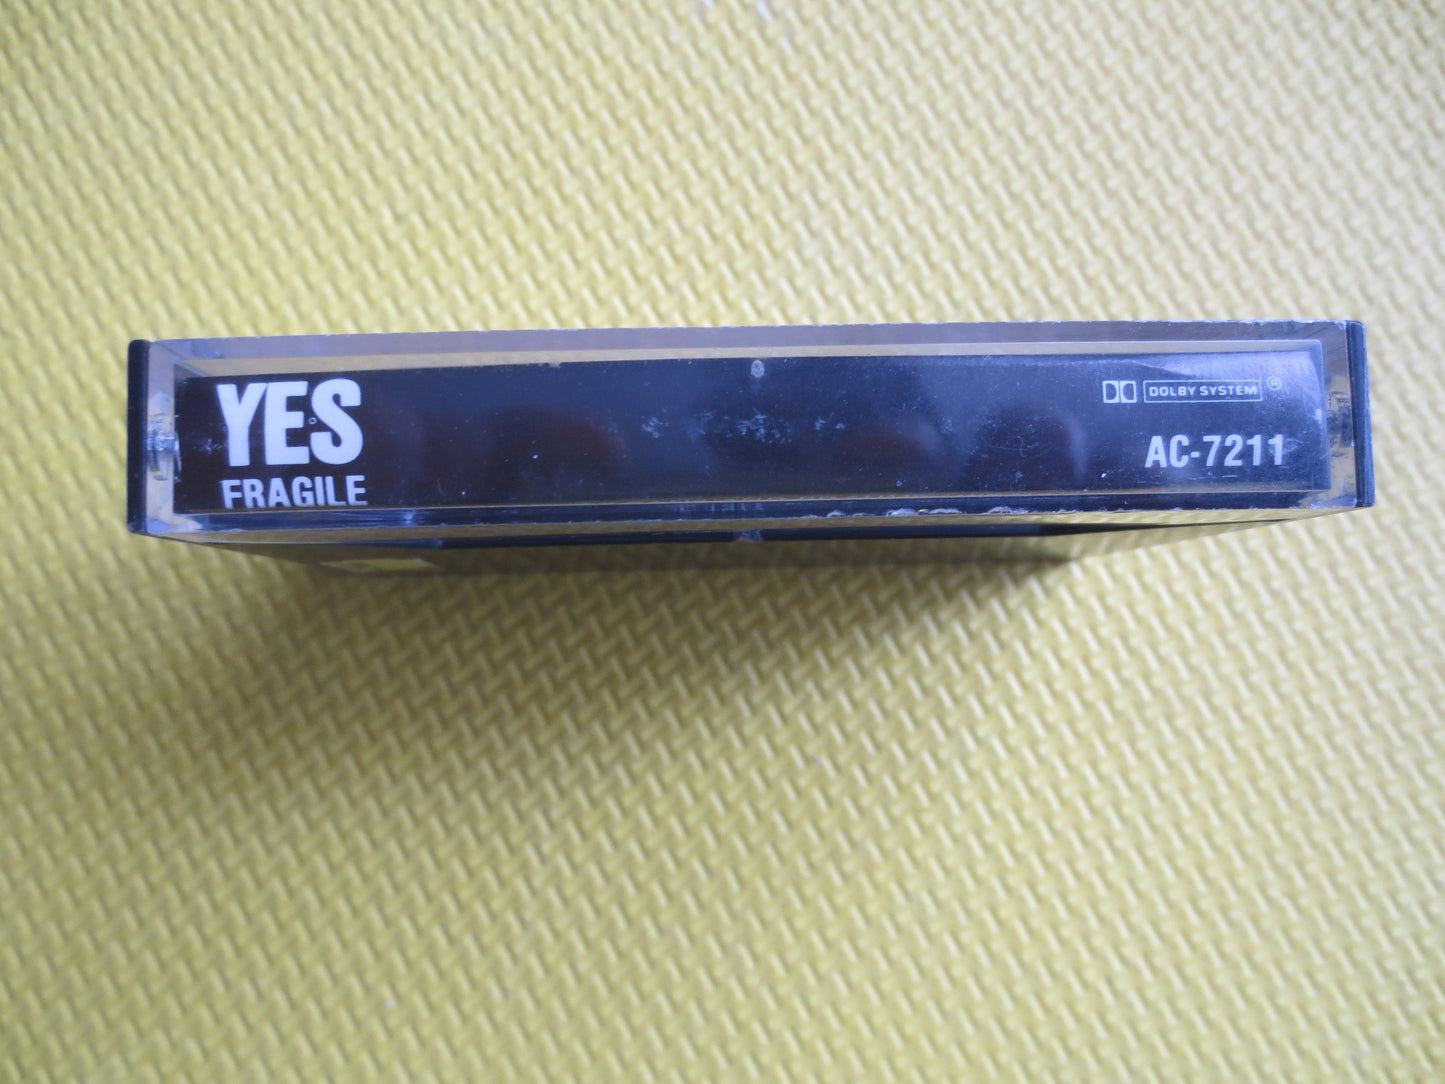 YES
FRAGILE
DOLBY SYSTEM ®
AC-7211